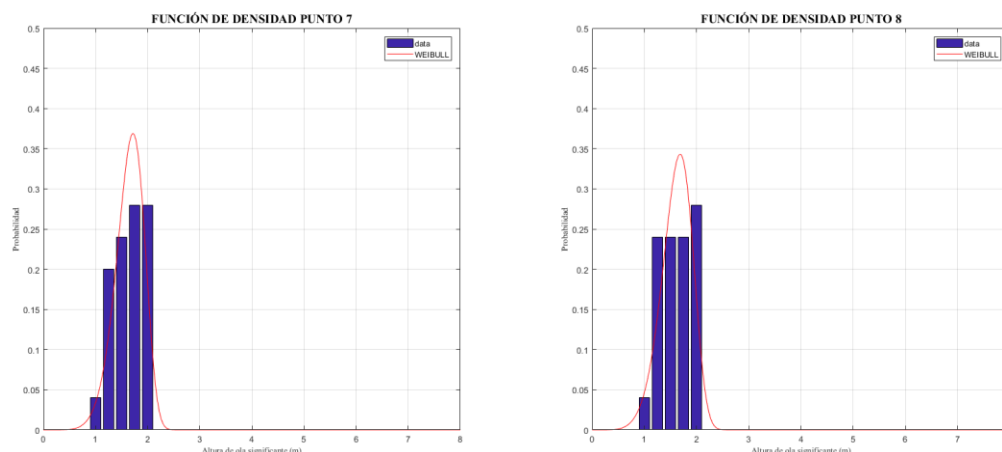 FUNCIÓN DE DENSIDAD PUNTO 7
data
WEIBULL
0.5
0.45
0.4
0.35
0.3
0.25
0.2
0.15
0.1
0.05
0
Probabilidad
0 1 2 3 4 5 6 7 8
Altura de ola significante (m)
FUNCIÓN DE DENSIDAD PUNTO 8
data
WEIBULL
0.5
0.45
0.4
0.35
0.3
0.25
0.2
0.15
0.1
0.05
0
Probabilidad
0 1 2 3 4 5 6 7
Altura de ola significante (m)